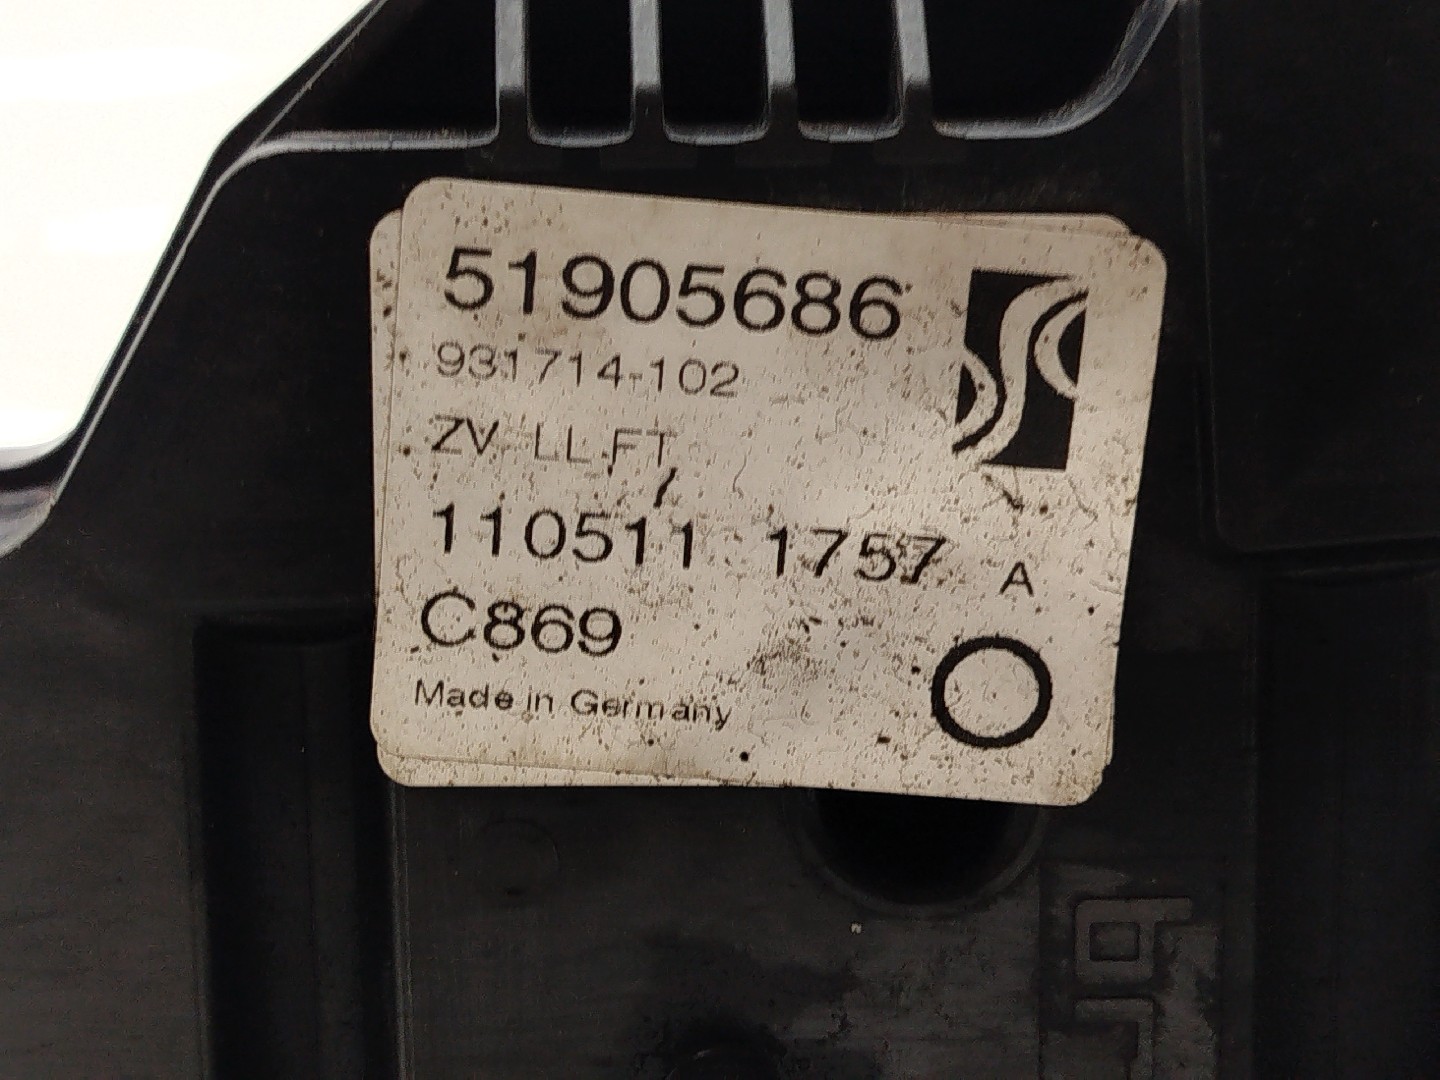 51905686
931714-102
ZV LL FT
110511 1757 A
C869
Made in Germany